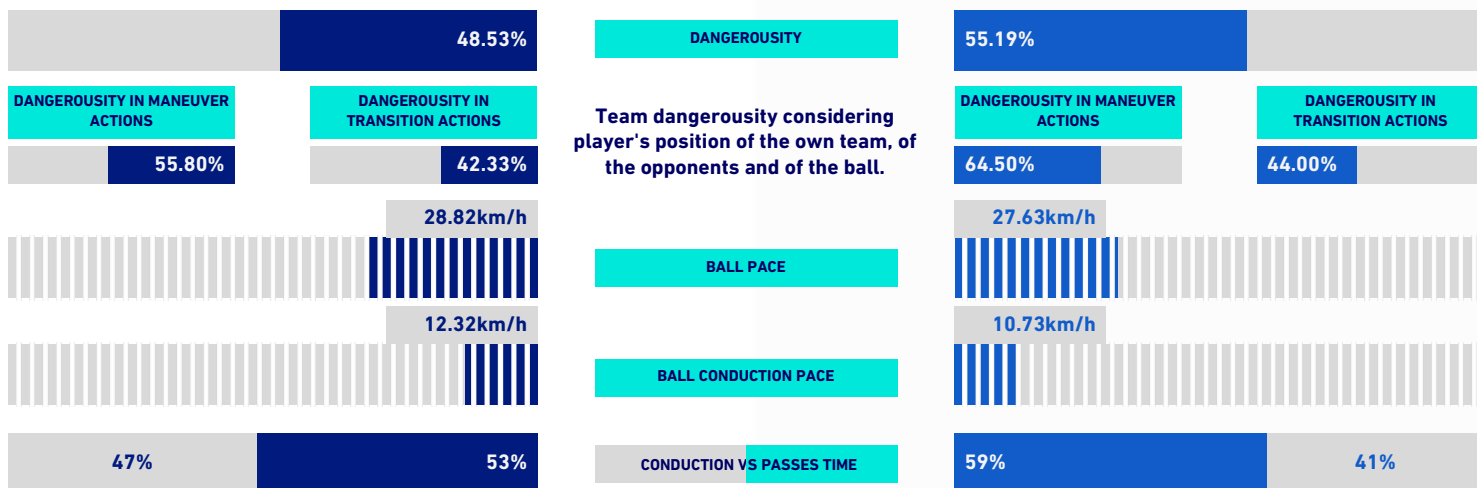 48.53%
DANGEROUSITY
55.19%
DANGEROUSITY IN MANEUVER
ACTIONS
DANGEROUSITY IN
TRANSITION ACTIONS
55.80%
42.33%
Team dangerousity considering
player's position of the own team, of
the opponents and of the ball.
DANGEROUSITY IN MANEUVER
ACTIONS
DANGEROUSITY IN
TRANSITION ACTIONS
64.50%
44.00%
28.82km/h
BALL PACE
27.63km/h
12.32km/h
BALL CONDUCTION PACE
10.73km/h
47%
53%
CONDUCTION VS PASSES TIME
59%
41%